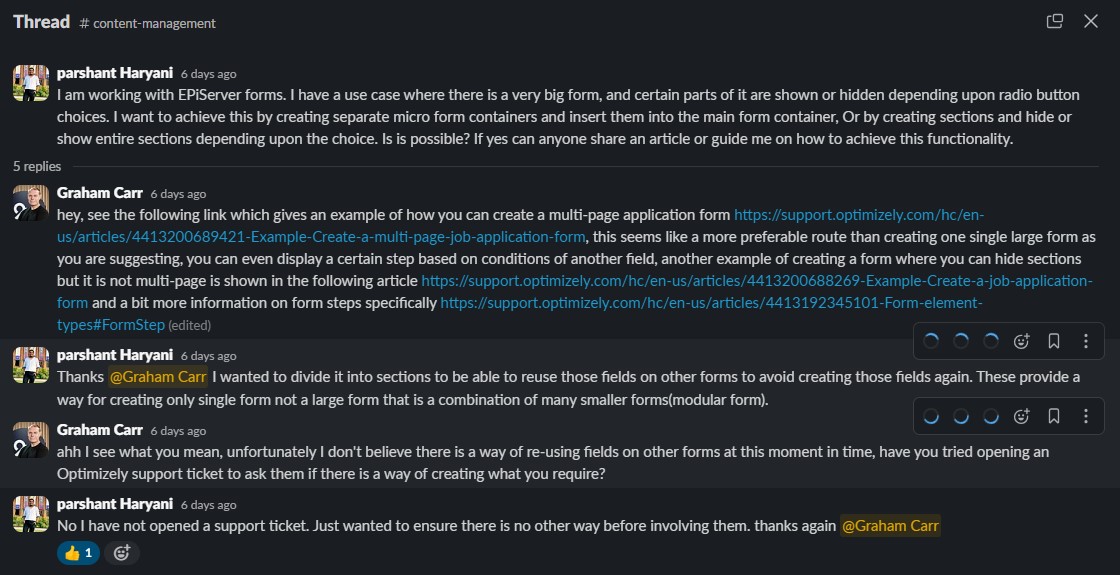 Thread # content-management
parshant Haryani 6 days ago
I am working with EPiServer forms. I have a use case where there is a very big form, and certain parts of it are shown or hidden depending upon radio button
choices. I want to achieve this by creating separate micro form containers and insert them into the main form container, Or by creating sections and hide or
show entire sections depending upon the choice. Is is possible? If yes can anyone share an article or guide me on how to achieve this functionality.
5 replies
Graham Carr 6 days ago
hey, see the following link which gives an example of how you can create a multi-page application form https://support.optimizely.com/hc/en-
us/articles/4413200689421-Example-Create-a-multi-page-job-application-form, this seems like a more preferable route than creating one single large form as
you are suggesting, you can even display a certain step based on conditions of another field, another example of creating a form where you can hide sections
but it is not multi-page is shown in the following article https://support.optimizely.com/hc/en-us/articles/4413200688269-Example-Create-a-job-application-
form and a bit more information on form steps specifically https://support.optimizely.com/hc/en-us/articles/4413192345101-Form-element-
types#FormStep (edited)
parshant Haryani 6 days ago
Thanks @Graham Carr I wanted to divide it into sections to be able to reuse those fields on other forms to avoid creating those fields again. These provide a
way for creating only single form not a large form that is a combination of many smaller forms(modular form).
Graham Carr 6 days ago
ahh I see what you mean, unfortunately I don't believe there is a way of re-using fields on other forms at this moment in time, have you tried opening an
Optimizely support ticket to ask them if there is a way of creating what you require?
parshant Haryani 6 days ago
No I have not opened a support ticket. Just wanted to ensure there is no other way before involving them. thanks again @Graham Carr
1